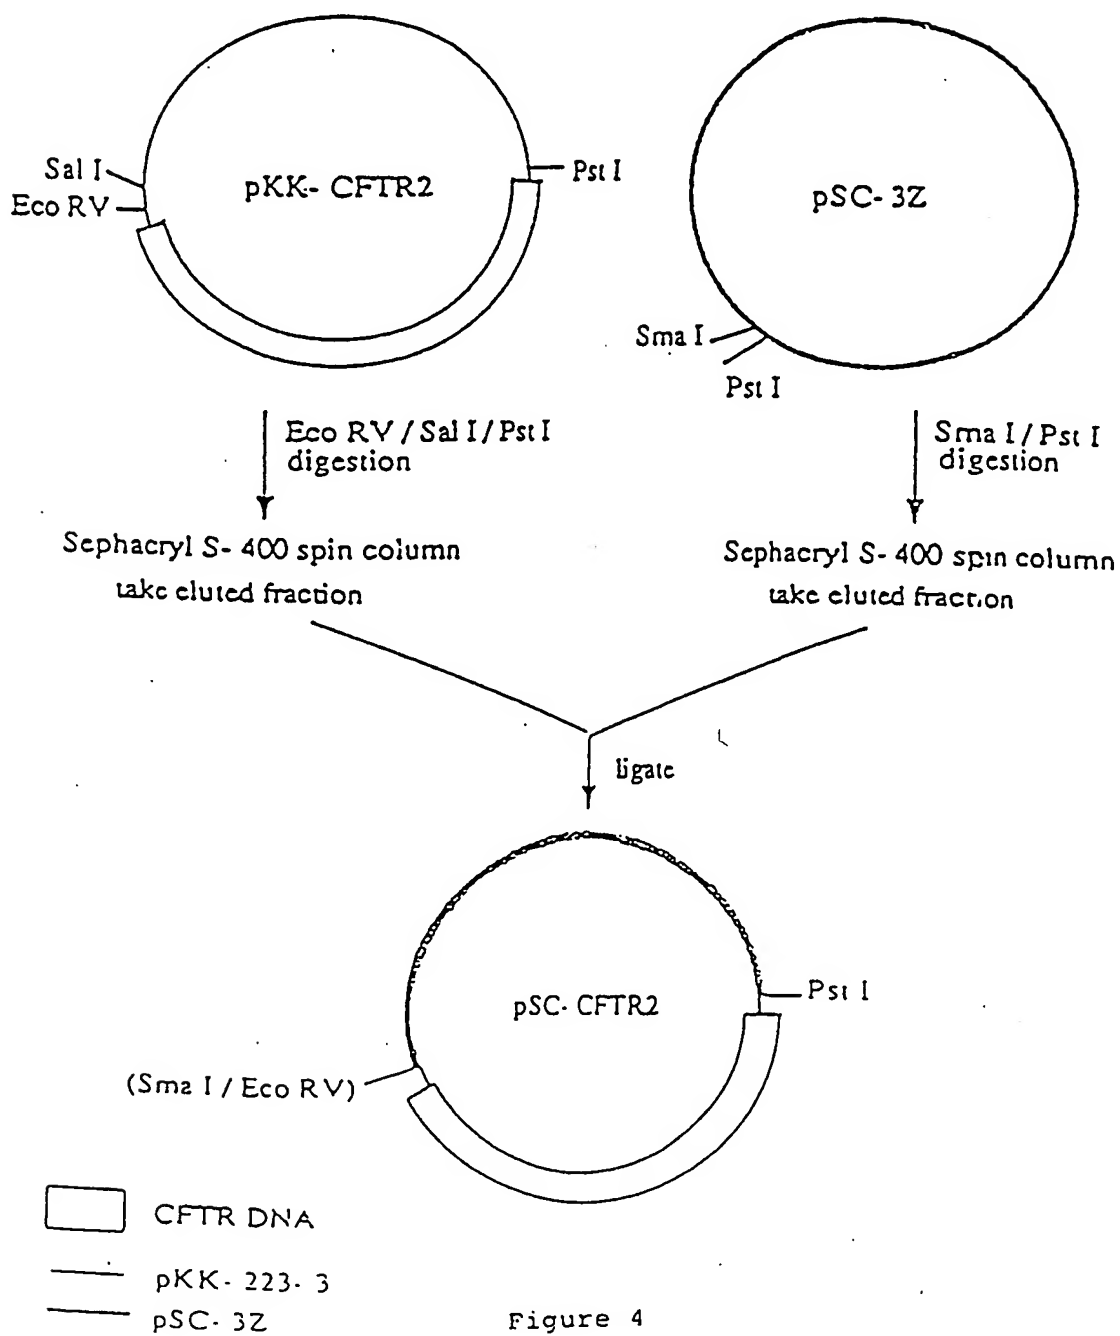 Sal I
Eco RV
pKK- CFTR2
Pst I
pSC- 3Z
Sma I
Pst I
Eco RV / Sal I / Pst I
digestion
Sma I / Pst I
digestion
Sephacryl S- 400 spin column
take eluted fraction
Sephacryl S- 400 spin column
take eluted fraction
ligate
pSC- CFTR2
Pst I
(Sma I / Eco RV)
CFTR DNA
pKK- 223- 3
pSC- 3Z
Figure 4